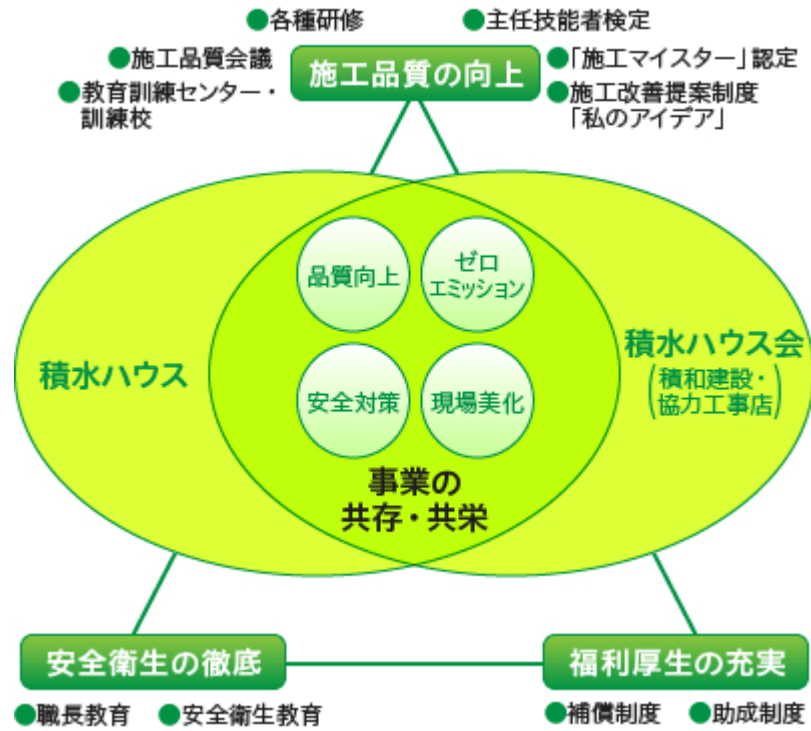 ●各種研修
●主任技能者検定
●施工品質会議
●「施工マイスター」認定
●教育訓練センター・
訓練校
施工品質の向上
●施工改善提案制度
「私のアイデア」
品質向上
ゼロ
エミッション
積水ハウス
積水ハウス会
(積和建設・
協力工事店)
安全対策
現場美化
事業の
共存・共栄
安全衛生の徹底
福利厚生の充実
●職長教育
●安全衛生教育
●補償制度
●助成制度